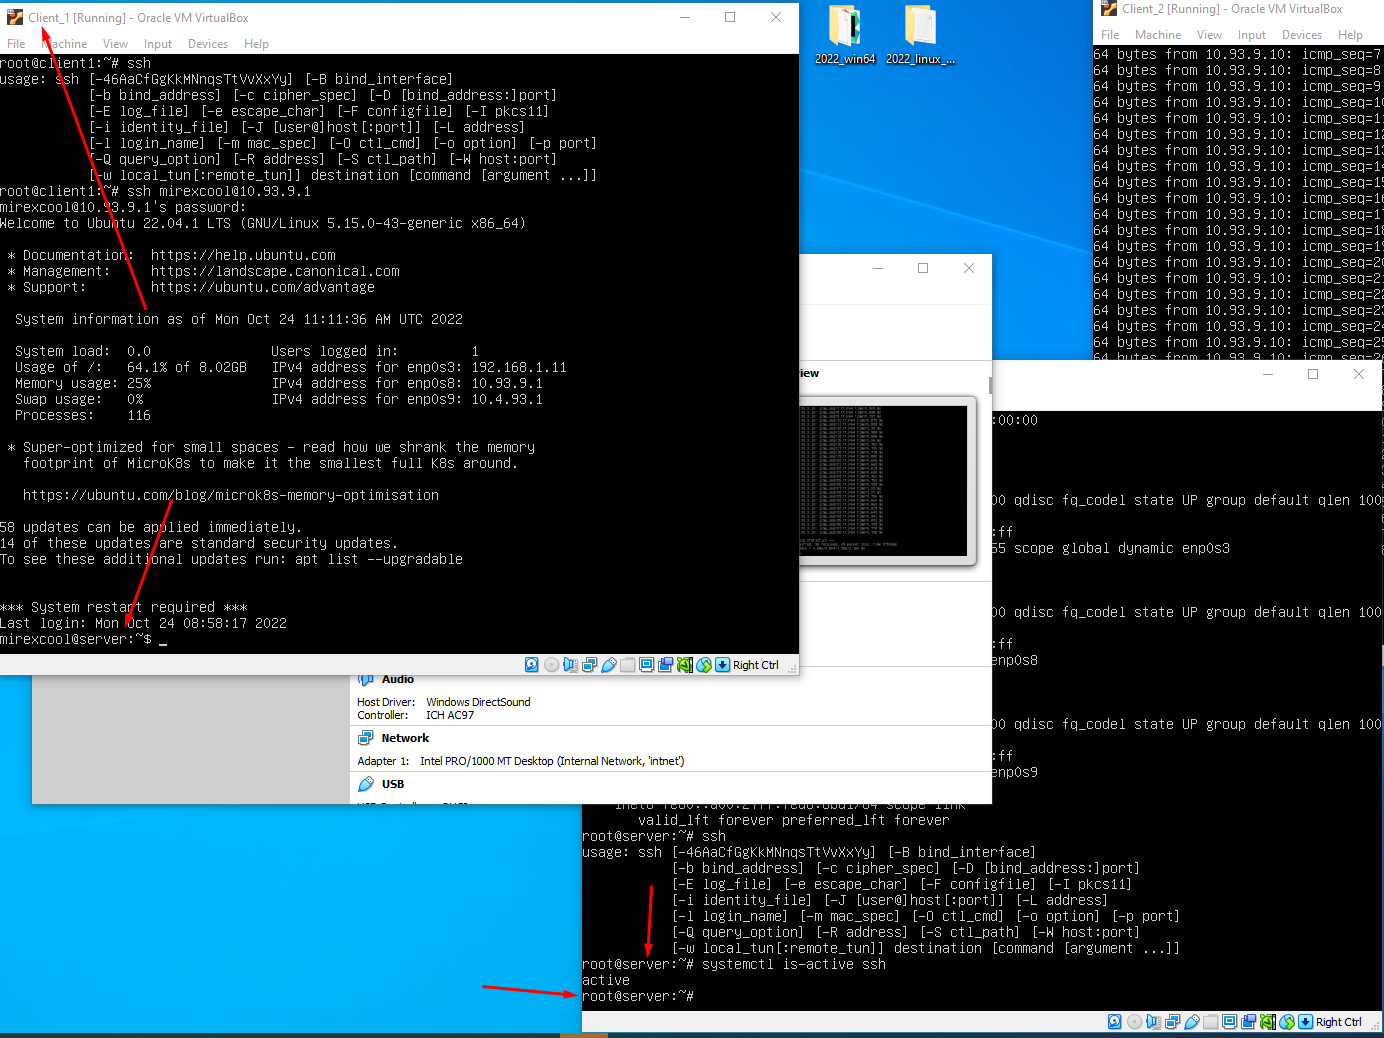 Client_1 [Running] - Oracle VM VirtualBox
File Machine View Input Devices Help
root@client1:~# ssh
usage: ssh [-46AaCfGgKkMNnqsTtVvXxYy] [-B bind_interface]
[-b bind_address] [-c cipher_spec] [-D [bind_address:]port]
[-E log_file] [-e escape_char] [-F configfile] [-I pkcs11]
[-i identity_file] [-J [user@]host[:port]] [-L address]
[-l login_name] [-m mac_spec] [-O ctl_cmd] [-o option] [-p port]
[-Q query_option] [-R address] [-S ctl_path] [-W host:port]
[-w local_tun[:remote_tun]] destination [command [argument ...]]
root@client1:~# ssh mirexcool@10.93.9.1
mirexcool@10.93.9.1's password:
Welcome to Ubuntu 22.04.1 LTS (GNU/Linux 5.15.0-43-generic x86_64)
* Documentation: https://help.ubuntu.com
* Management: https://landscape.canonical.com
* Support: https://ubuntu.com/advantage
System information as of Mon Oct 24 11:11:36 AM UTC 2022
System load: 0.0 Users logged in: 1
Usage of /: 64.1% of 8.02GB IPv4 address for enp0s3: 192.168.1.11
Memory usage: 25% IPv4 address for enp0s8: 10.93.9.1
Swap usage: 0% IPv4 address for enp0s9: 10.4.93.1
Processes: 116
* Super-optimized for small spaces - read how we shrank the memory
footprint of MicroK8s to make it the smallest full K8s around.
https://ubuntu.com/blog/microk8s-memory-optimisation
58 updates can be applied immediately.
14 of these updates are standard security updates.
To see these additional updates run: apt list --upgradable
*** System restart required ***
Last login: Mon Oct 24 08:58:17 2022
mirexcool@server:~$ _
Right Ctrl
2022_win64
2022_linux_...
Client_2 [Running] - Oracle VM VirtualBox
File Machine View Input Devices Help
64 bytes from 10.93.9.10: icmp_seq=7
64 bytes from 10.93.9.10: icmp_seq=8
64 bytes from 10.93.9.10: icmp_seq=9
64 bytes from 10.93.9.10: icmp_seq=10
64 bytes from 10.93.9.10: icmp_seq=11
64 bytes from 10.93.9.10: icmp_seq=12
64 bytes from 10.93.9.10: icmp_seq=13
64 bytes from 10.93.9.10: icmp_seq=14
64 bytes from 10.93.9.10: icmp_seq=15
64 bytes from 10.93.9.10: icmp_seq=16
64 bytes from 10.93.9.10: icmp_seq=17
64 bytes from 10.93.9.10: icmp_seq=18
64 bytes from 10.93.9.10: icmp_seq=19
64 bytes from 10.93.9.10: icmp_seq=20
64 bytes from 10.93.9.10: icmp_seq=21
64 bytes from 10.93.9.10: icmp_seq=22
64 bytes from 10.93.9.10: icmp_seq=23
64 bytes from 10.93.9.10: icmp_seq=24
64 bytes from 10.93.9.10: icmp_seq=25
64 bytes from 10.93.9.10: icmp_seq=26
iew
Audio
Host Driver: Windows DirectSound
Controller: ICH AC97
Network
Adapter 1: Intel PRO/1000 MT Desktop (Internal Network, 'intnet')
USB
:00:00
00 qdisc fq_codel state UP group default qlen 100
:ff
55 scope global dynamic enp0s3
00 qdisc fq_codel state UP group default qlen 100
:ff
enp0s8
00 qdisc fq_codel state UP group default qlen 100
:ff
enp0s9
scope link
valid_lft forever preferred_lft forever
root@server:~# ssh
usage: ssh [-46AaCfGgKkMNnqsTtVvXxYy] [-B bind_interface]
[-b bind_address] [-c cipher_spec] [-D [bind_address:]port]
[-E log_file] [-e escape_char] [-F configfile] [-I pkcs11]
[-i identity_file] [-J [user@]host[:port]] [-L address]
[-l login_name] [-m mac_spec] [-O ctl_cmd] [-o option] [-p port]
[-Q query_option] [-R address] [-S ctl_path] [-W host:port]
[-w local_tun[:remote_tun]] destination [command [argument ...]]
root@server:~# systemctl is-active ssh
active
root@server:~#
Right Ctrl